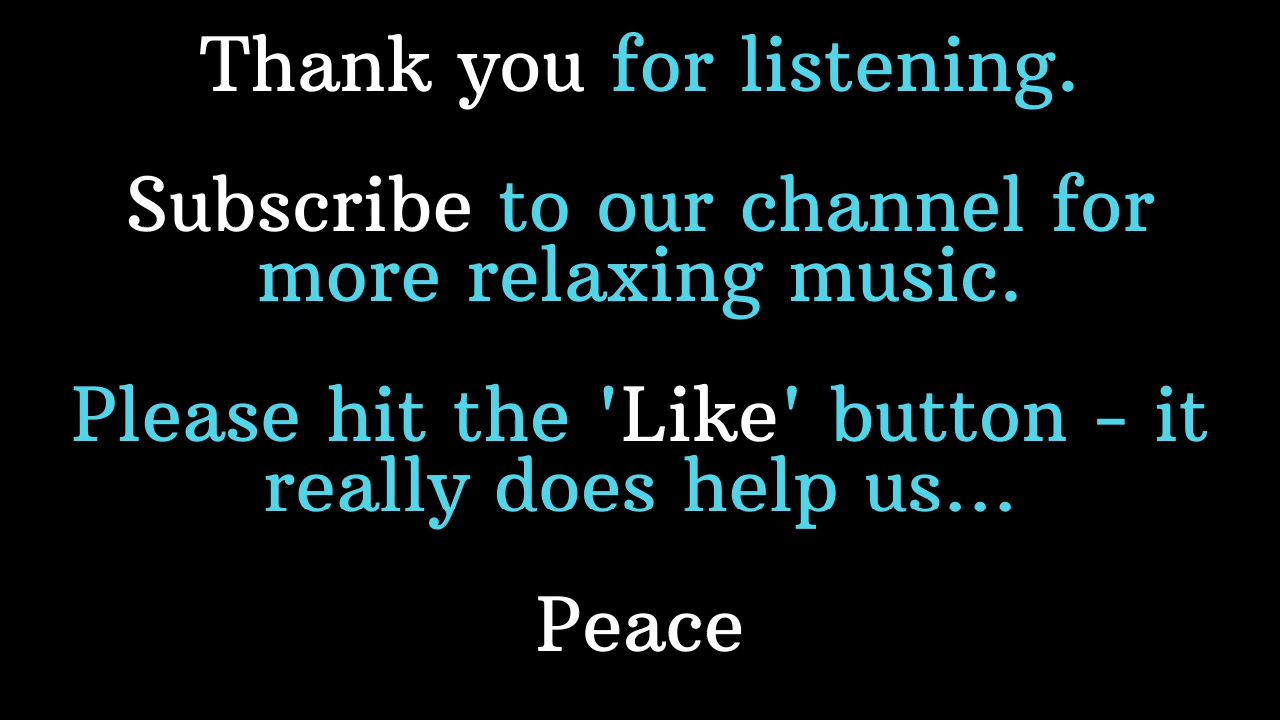 Thank you for listening.
Subscribe to our channel for
more relaxing music.
Please hit the 'Like' button - it
really does help us...
Peace